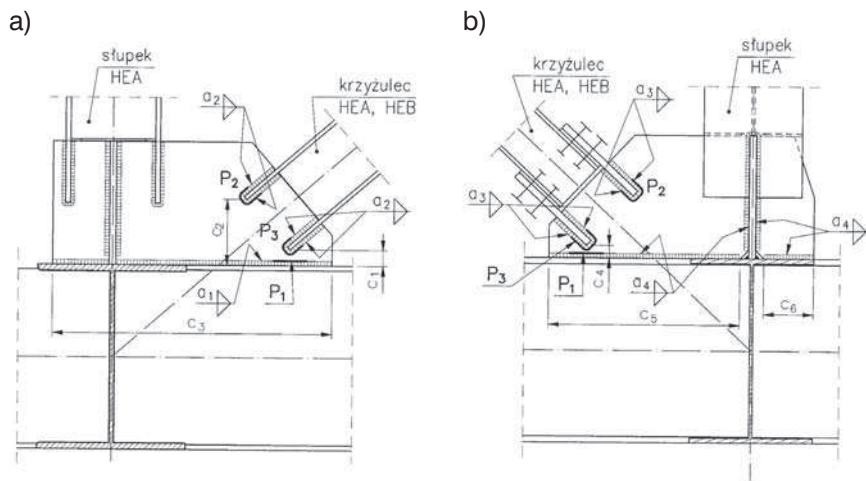 a)
słupek
HEA
krzyżulec
HEA, HEB
a₂
P₂
a₂
P₃
c₂
c₁
a₁
P₁
c₃
b)
krzyżulec
HEA, HEB
a₃
słupek
HEA
P₂
a₃
a₄
P₃
P₁
c₄
a₄
c₅
c₆